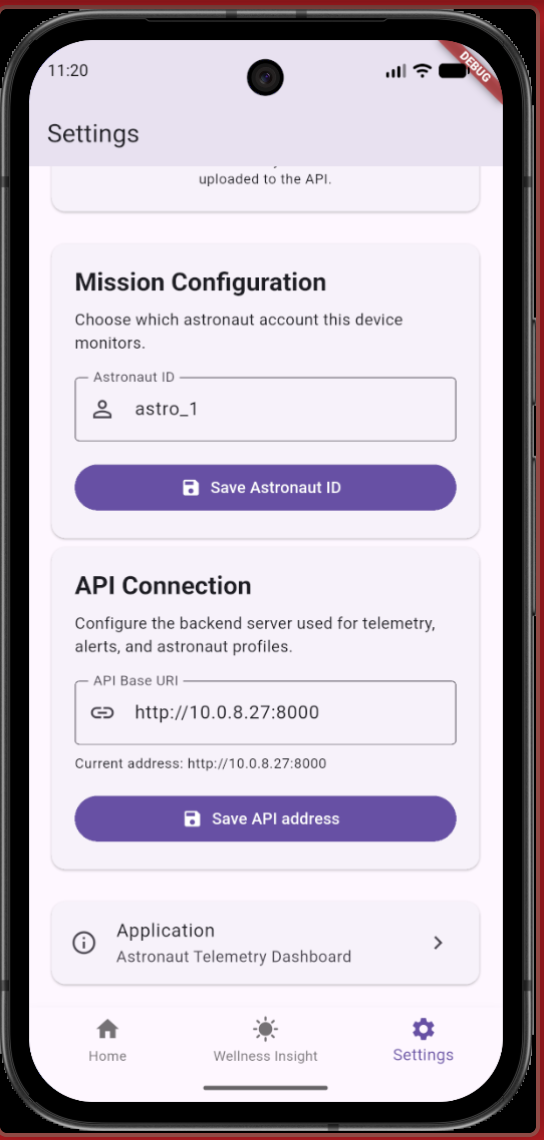 11:20
DEBUG
Settings
uploaded to the API.
Mission Configuration
Choose which astronaut account this device
monitors.
Astronaut ID
astro_1
Save Astronaut ID
API Connection
Configure the backend server used for telemetry,
alerts, and astronaut profiles.
API Base URI
http://10.0.8.27:8000
Current address: http://10.0.8.27:8000
Save API address
Application
Astronaut Telemetry Dashboard
Home
Wellness Insight
Settings